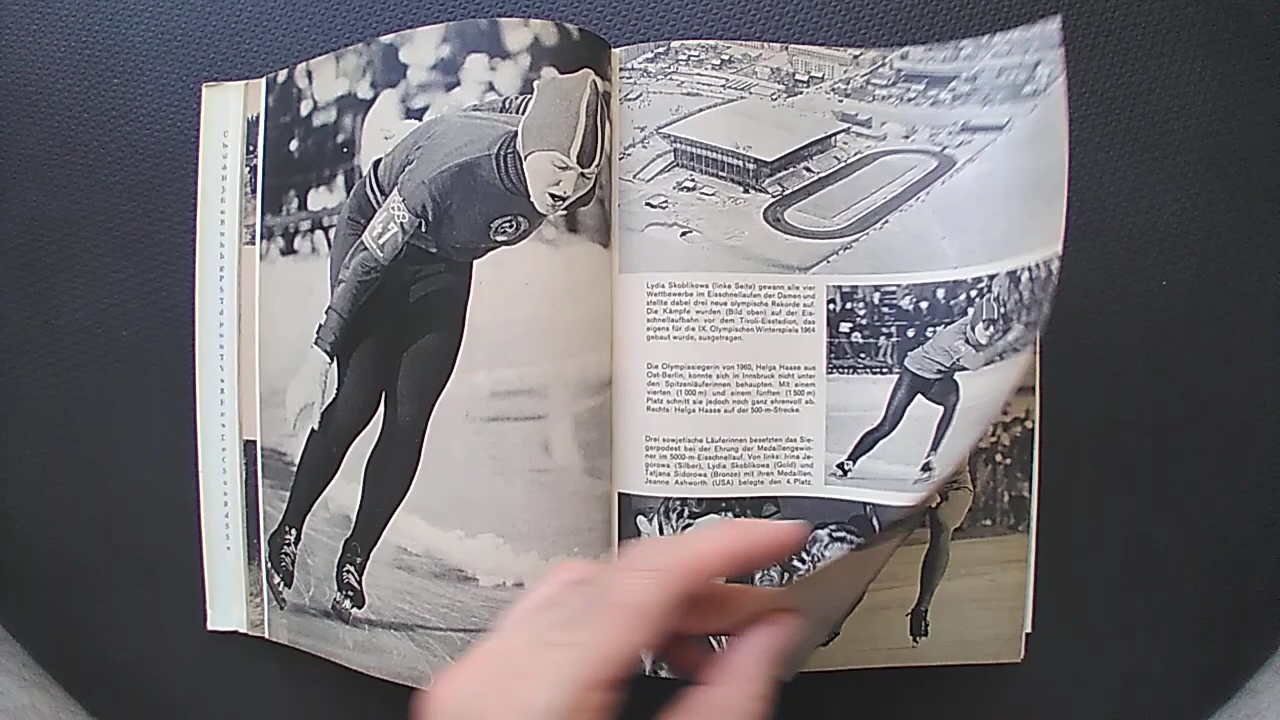 47
Lydia Skoblikowa (linke Seite) gewann alle vier
Wettbewerbe im Eisschnellaufen der Damen und
stellte dabei drei neue olympische Rekorde auf.
Die Kämpfe wurden (Bild oben) auf der Eis-
schnellaufbahn vor dem Tivoli-Eisstadion, das
eigens für die IX. Olympischen Winterspiele 1964
gebaut wurde, ausgetragen.
Die Olympiasiegerin von 1960, Helga Haase aus
Ost-Berlin, konnte sich in Innsbruck nicht unter
den Spitzenläuferinnen behaupten. Mit einem
vierten (1000 m) und einem fünften (1500 m)
Platz schnitt sie jedoch noch ganz ehrenvoll ab.
Rechts: Helga Haase auf der 500-m-Strecke.
Drei sowjetische Läuferinnen besetzten das Sie-
gerpodest bei der Ehrung der Medaillengewin-
ner im 5000-m-Eisschnellauf. Von links: Irina Je-
gorowa (Silber), Lydia Skoblikowa (Gold) und
Tatjana Sidorowa (Bronze) mit ihren Medaillen.
Jeanne Ashworth (USA) belegte den 4. Platz.